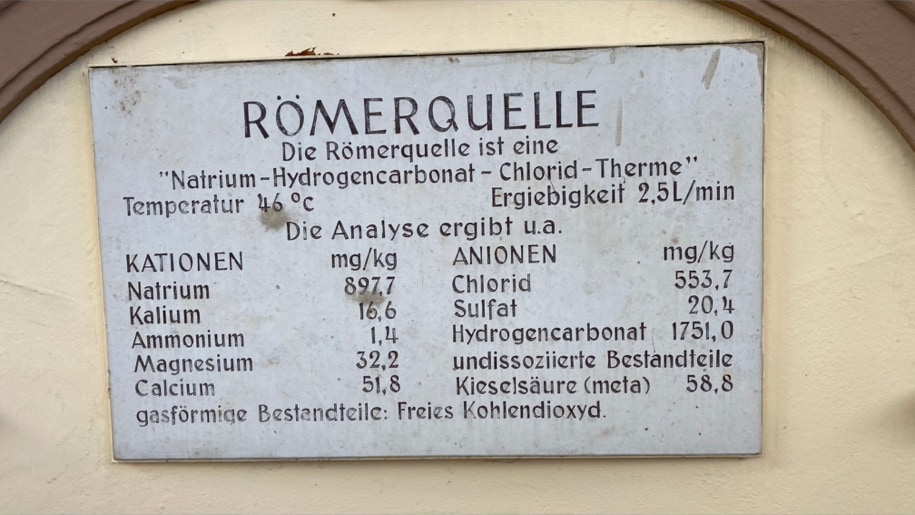 RÖMERQUELLE
Die Römerquelle ist eine
"Natrium-Hydrogencarbonat-Chlorid-Therme"
Temperatur 46 °C Ergiebigkeit 2,5L/min
Die Analyse ergibt u.a.
KATIONEN mg/kg ANIONEN mg/kg
Natrium 897,7 Chlorid 553,7
Kalium 16,6 Sulfat 20,4
Ammonium 1,4 Hydrogencarbonat 1751,0
Magnesium 32,2 undissoziierte Bestandteile
Calcium 51,8 Kieselsäure (meta) 58,8
gasförmige Bestandteile: Freies Kohlendioxyd.